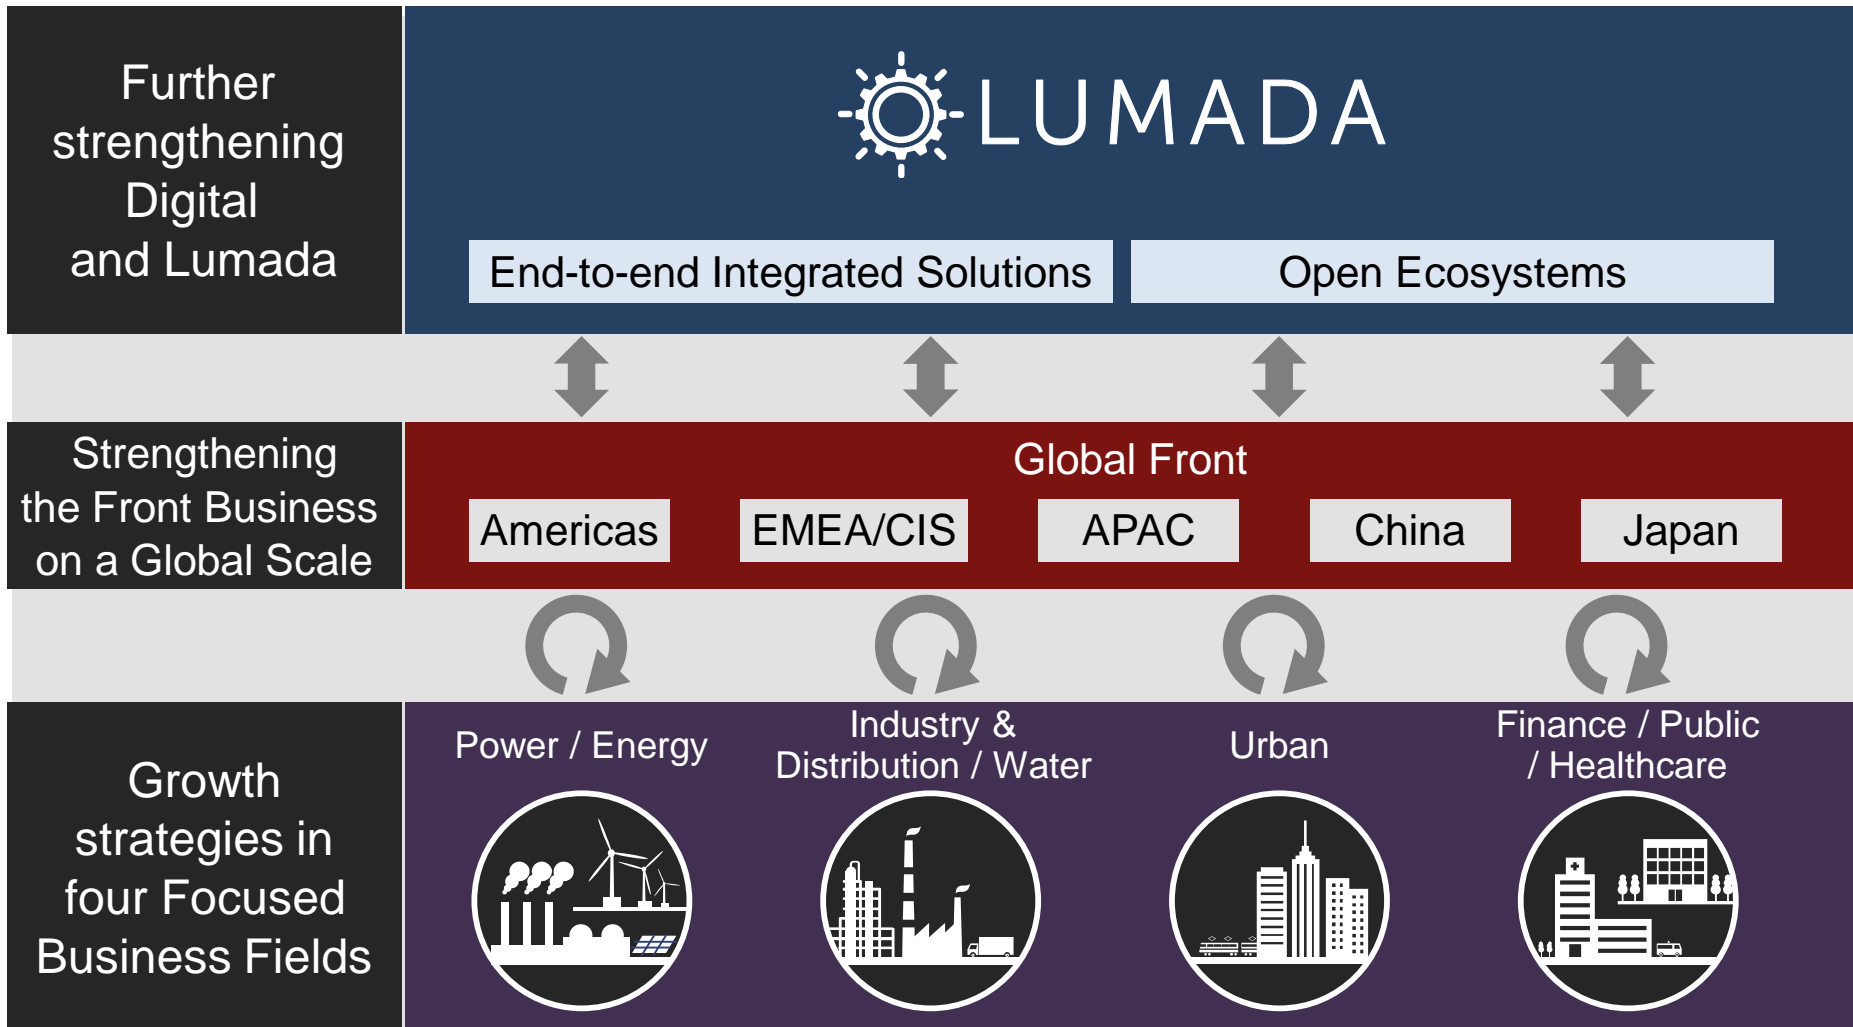 Further
strengthening
Digital
and Lumada
LUMADA
End-to-end Integrated Solutions
Open Ecosystems
Strengthening
the Front Business
on a Global Scale
Global Front
Americas
EMEA/CIS
APAC
China
Japan
Growth
strategies in
four Focused
Business Fields
Power / Energy
Industry &
Distribution / Water
Urban
Finance / Public
/ Healthcare